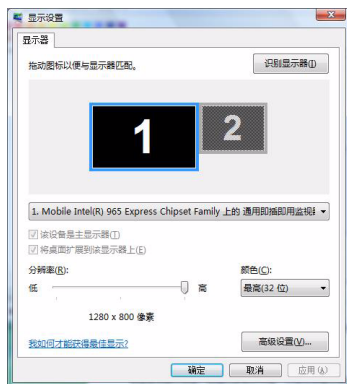 显示设置
显示器
拖动图标以便与显示器匹配。
识别显示器(I)
1
2
1. Mobile Intel(R) 965 Express Chipset Family 上的 通用即插即用监视
该设备是主显示器(T)
将桌面扩展到该显示器上(E)
分辨率(R):
颜色(C):
低
高
最高(32 位)
1280 x 800 像素
我如何才能获得最佳显示?
高级设置(V)...
确定
取消
应用(A)